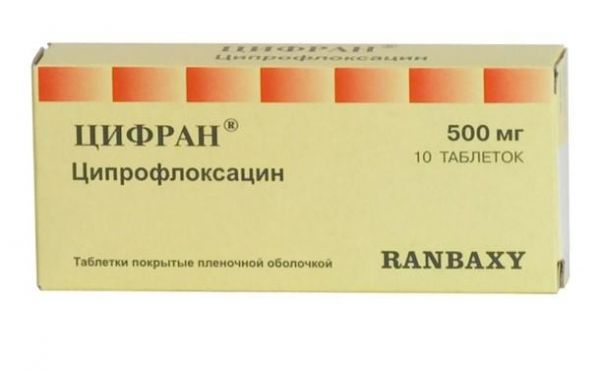 ЦИФРАН®
Ципрофлоксацин
ЦИФРАН®
500 мг
Ципрофлоксацин
10 ТАБЛЕТОК
Таблетки покрытые пленочной оболочкой
RANBAXY